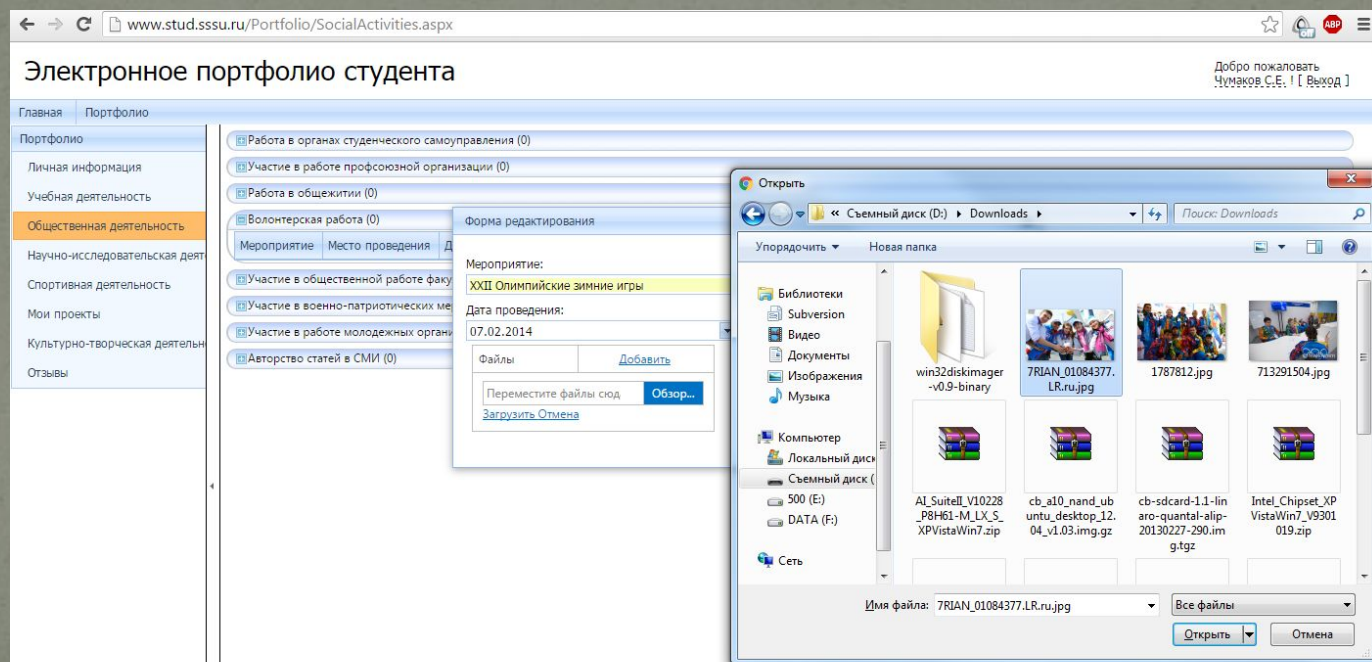 www.stud.sssu.ru/Portfolio/SocialActivities.aspx
ABP
off
Электронное портфолио студента
Добро пожаловать
Чумаков С.Е. ! [ Выход ]
Главная Портфолио
Портфолио
Личная информация
Учебная деятельность
Общественная деятельность
Научно-исследовательская деят
Спортивная деятельность
Мои проекты
Культурно-творческая деятельн
Отзывы
Работа в органах студенческого самоуправления (0)
Участие в работе профсоюзной организации (0)
Работа в общежитии (0)
Волонтерская работа (0)
Мероприятие Место проведения Д
Участие в общественной работе факу
Участие в военно-патриотических ме
Участие в работе молодежных органи
Авторство статей в СМИ (0)
Форма редактирования
Мероприятие:
XXII Олимпийские зимние игры
Дата проведения:
07.02.2014
Файлы Добавить
Переместите файлы сюд Обзор...
Загрузить Отмена
Открыть
« Съемный диск (D:) Downloads
Поиск: Downloads
Упорядочить Новая папка
Библиотеки
Subversion
Видео
Документы
Изображения
Музыка
Компьютер
Локальный диск
Съемный диск (
500 (E:)
DATA (F:)
Сеть
win32diskimager
-v0.9-binary
7RIAN_01084377.
LR.ru.jpg
1787812.jpg
713291504.jpg
AI_SuiteII_V10228
_P8H61-M_LX_S_
XPVistaWin7.zip
cb_a10_nand_ub
untu_desktop_12.
04_v1.03.img.gz
cb-sdcard-1.1-lin
aro-quantal-alip-
20130227-290.im
g.tgz
Intel_Chipset_XP
VistaWin7_V9301
019.zip
Имя файла: 7RIAN_01084377.LR.ru.jpg
Все файлы
Открыть Отмена